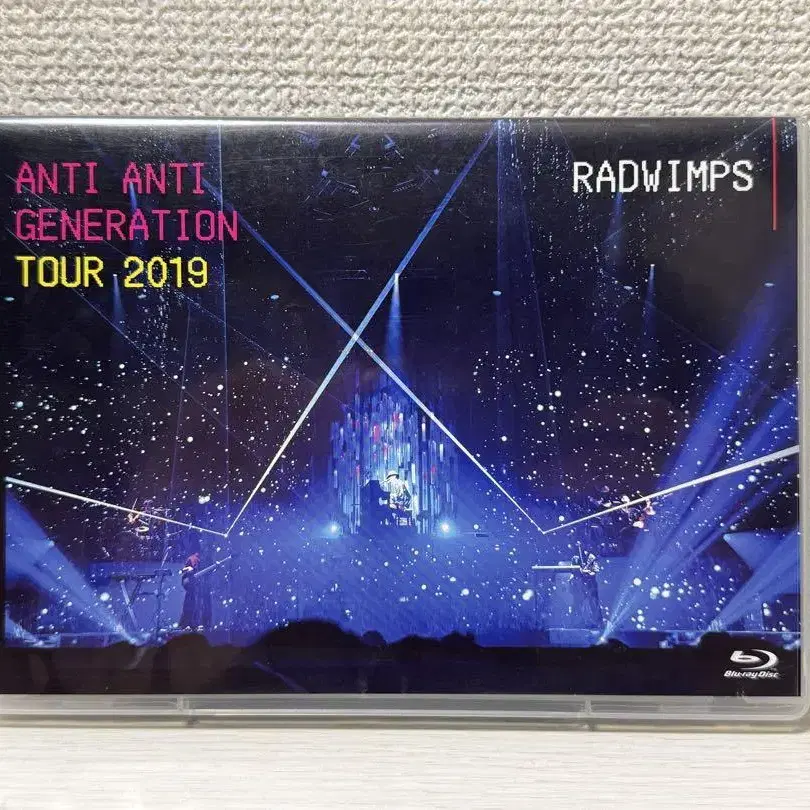 ANTI ANTI
GENERATION
TOUR 2019
RADWIMPS
Blu-ray Disc